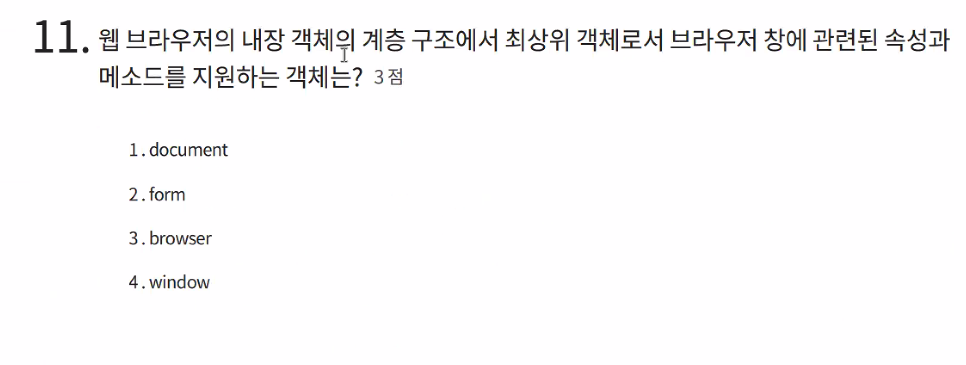 11. 웹 브라우저의 내장 객체의 계층 구조에서 최상위 객체로서 브라우저 창에 관련된 속성과
메소드를 지원하는 객체는? 3점
1. document
2. form
3. browser
4. window